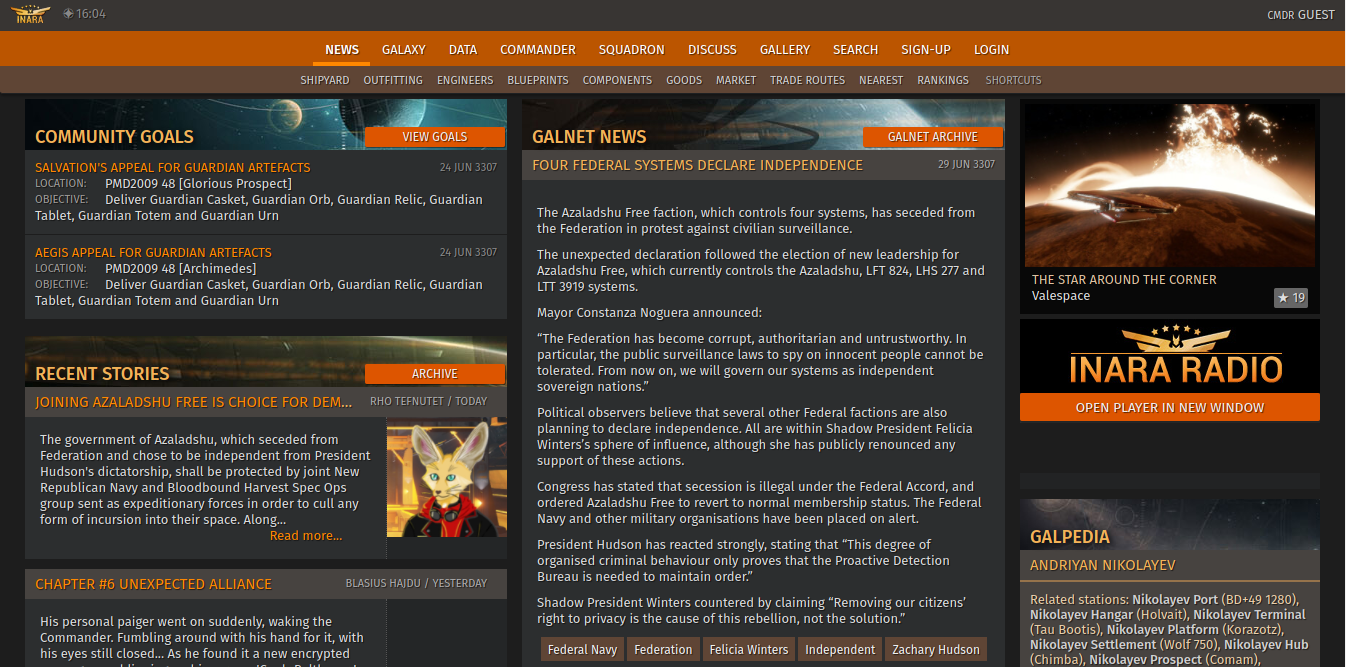 INARA
16:04
CMDR GUEST
NEWS GALAXY DATA COMMANDER SQUADRON DISCUSS GALLERY SEARCH SIGN-UP LOGIN
SHIPYARD OUTFITTING ENGINEERS BLUEPRINTS COMPONENTS GOODS MARKET TRADE ROUTES NEAREST RANKINGS SHORTCUTS
COMMUNITY GOALS
VIEW GOALS
SALVATION'S APPEAL FOR GUARDIAN ARTEFACTS 24 JUN 3307
LOCATION: PMD2009 48 [Glorious Prospect]
OBJECTIVE: Deliver Guardian Casket, Guardian Orb, Guardian Relic, Guardian
Tablet, Guardian Totem and Guardian Urn
AEGIS APPEAL FOR GUARDIAN ARTEFACTS 24 JUN 3307
LOCATION: PMD2009 48 [Archimedes]
OBJECTIVE: Deliver Guardian Casket, Guardian Orb, Guardian Relic, Guardian
Tablet, Guardian Totem and Guardian Urn
RECENT STORIES
ARCHIVE
JOINING AZALADSHU FREE IS CHOICE FOR DEM... RHO TEFNUTET / TODAY
The government of Azaladshu, which seceded from
Federation and chose to be independent from President
Hudson's dictatorship, shall be protected by joint New
Republican Navy and Bloodbound Harvest Spec Ops
group sent as expeditionary forces in order to cull any
form of incursion into their space. Along...
Read more...
CHAPTER #6 UNEXPECTED ALLIANCE BLASIUS HAJDU / YESTERDAY
His personal paiger went on suddenly, waking the
Commander. Fumbling around with his hand for it, with
his eyes still closed... As he found it a new encrypted
GALNET NEWS
GALNET ARCHIVE
FOUR FEDERAL SYSTEMS DECLARE INDEPENDENCE 29 JUN 3307
The Azaladshu Free faction, which controls four systems, has seceded from
the Federation in protest against civilian surveillance.
The unexpected declaration followed the election of new leadership for
Azaladshu Free, which currently controls the Azaladshu, LFT 824, LHS 277 and
LTT 3919 systems.
Mayor Constanza Noguera announced:
“The Federation has become corrupt, authoritarian and untrustworthy. In
particular, the public surveillance laws to spy on innocent people cannot be
tolerated. From now on, we will govern our systems as independent
sovereign nations.”
Political observers believe that several other Federal factions are also
planning to declare independence. All are within Shadow President Felicia
Winters’s sphere of influence, although she has publicly renounced any
support of these actions.
Congress has stated that secession is illegal under the Federal Accord, and
ordered Azaladshu Free to revert to normal membership status. The Federal
Navy and other military organisations have been placed on alert.
President Hudson has reacted strongly, stating that “This degree of
organised criminal behaviour only proves that the Proactive Detection
Bureau is needed to maintain order.”
Shadow President Winters countered by claiming “Removing our citizens’
right to privacy is the cause of this rebellion, not the solution.”
Federal Navy Federation Felicia Winters Independent Zachary Hudson
THE STAR AROUND THE CORNER
Valespace
★ 19
INARA RADIO
OPEN PLAYER IN NEW WINDOW
GALPEDIA
ANDRIYAN NIKOLAYEV
Related stations: Nikolayev Port (BD+49 1280),
Nikolayev Hangar (Holvait), Nikolayev Terminal
(Tau Bootis), Nikolayev Platform (Korazotz),
Nikolayev Settlement (Wolf 750), Nikolayev Hub
(Chimba), Nikolayev Prospect (Comam),